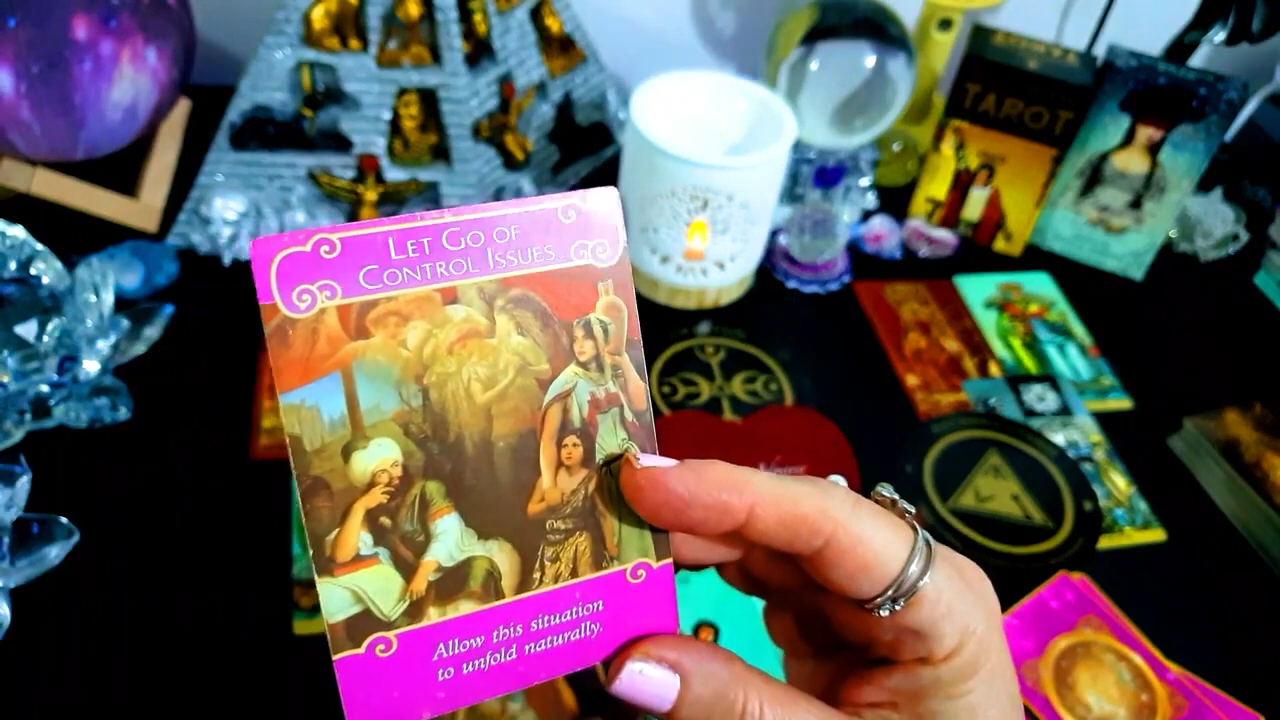 LET GO OF
CONTROL ISSUES
Allow this situation
to unfold naturally.
TAROT